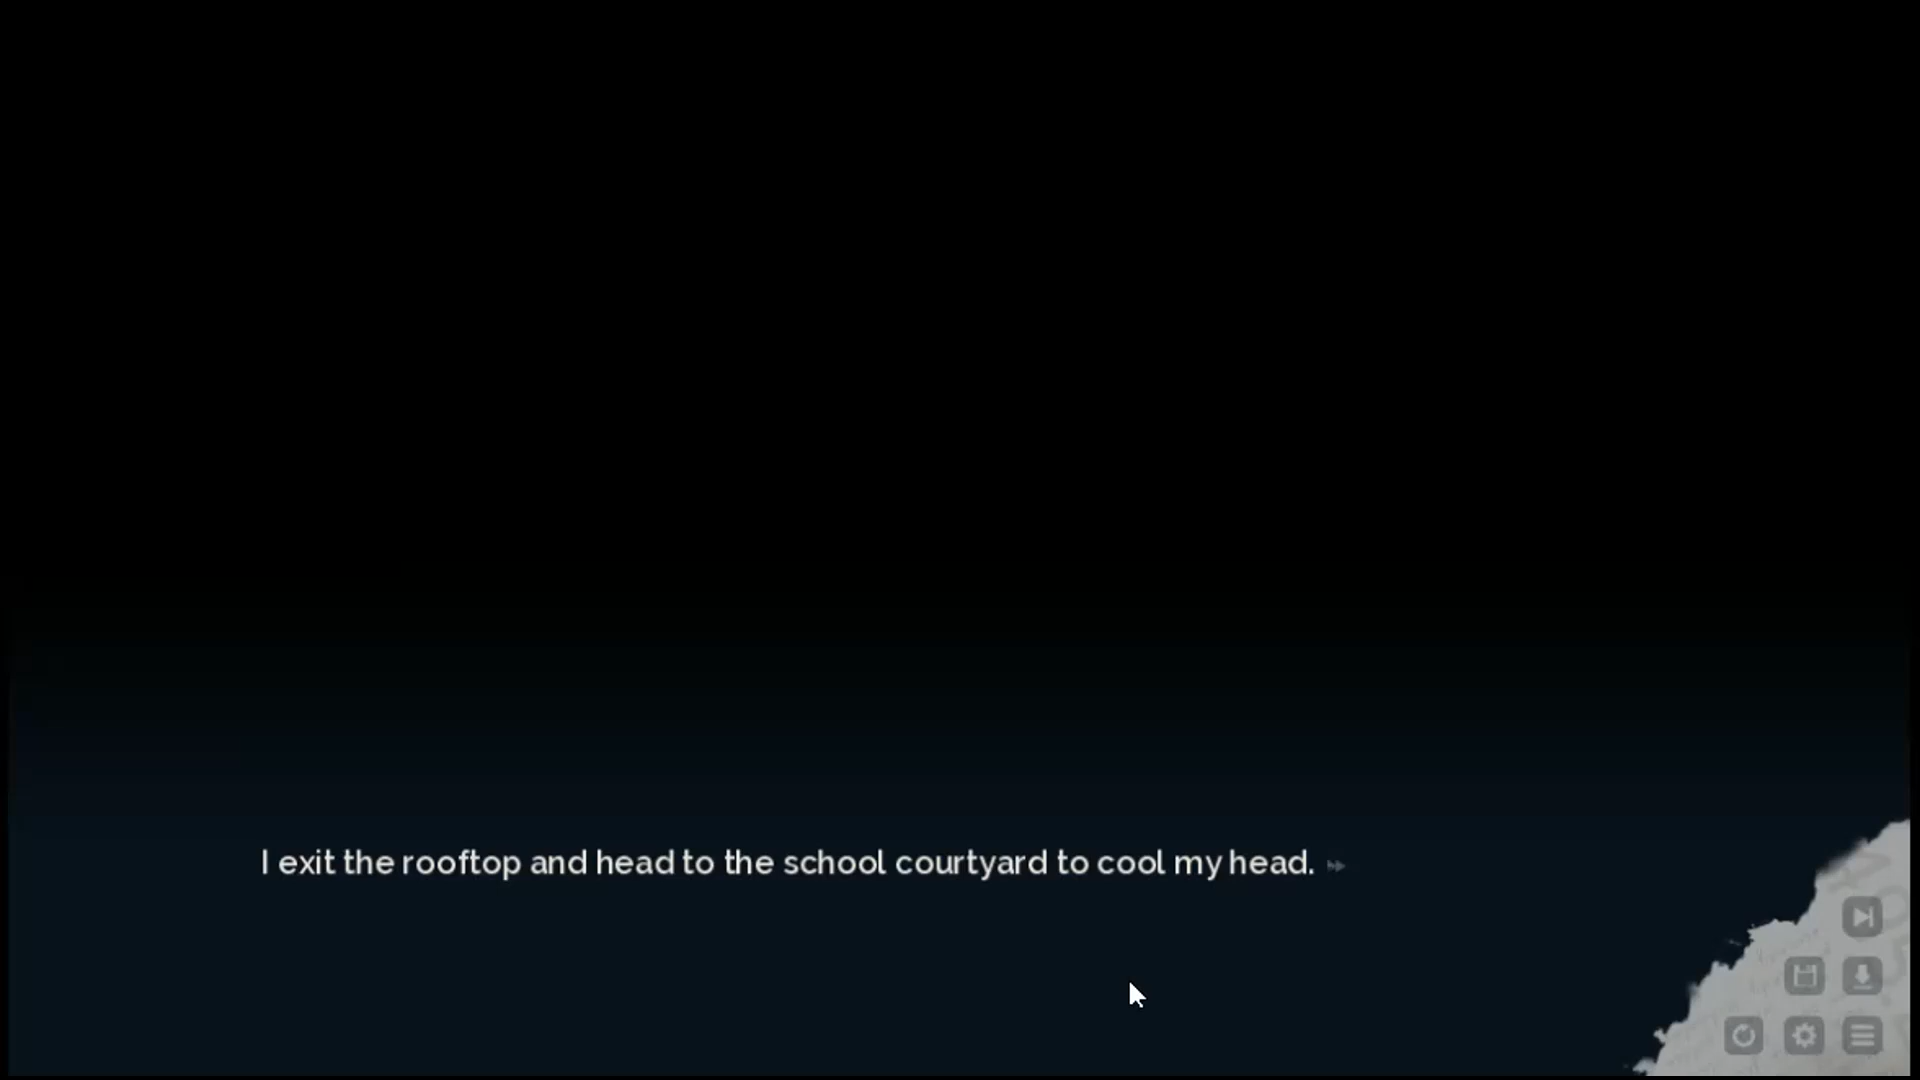 I exit the rooftop and head to the school courtyard to cool my head.